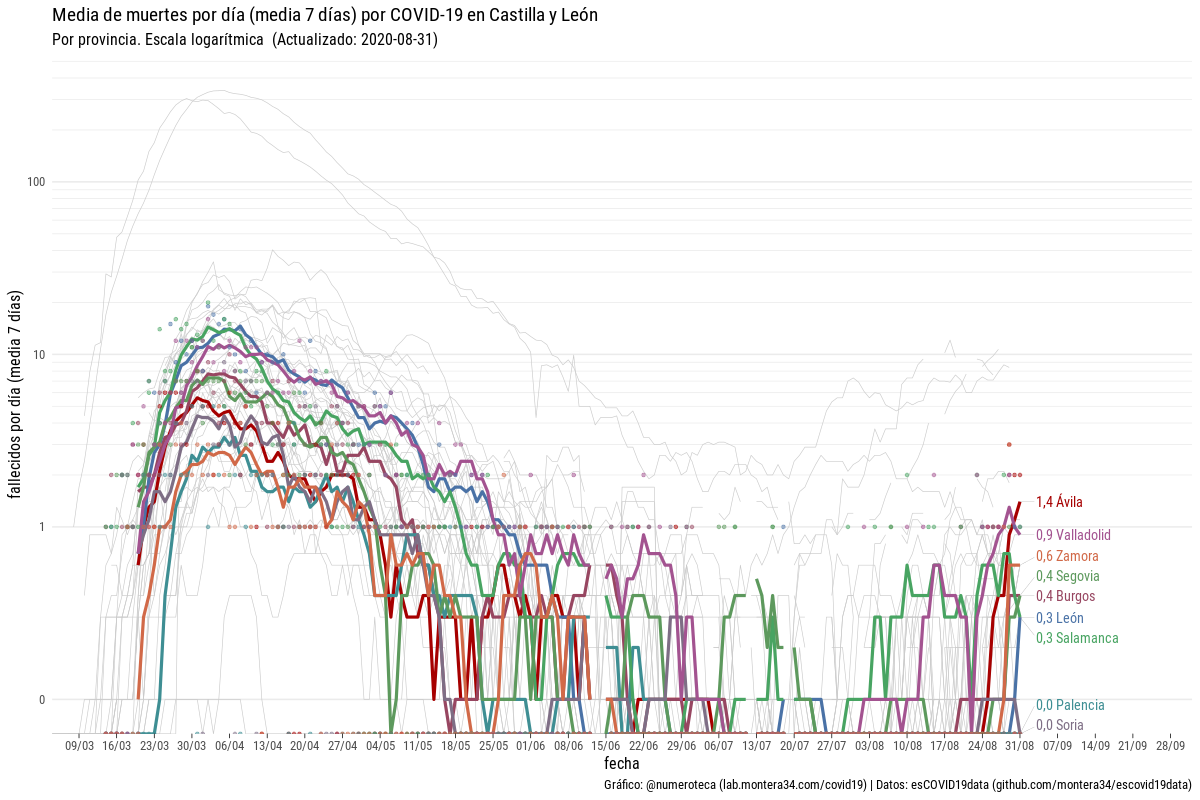 Media de muertes por día (media 7 días) por COVID-19 en Castilla y León
Por provincia. Escala logarítmica  (Actualizado: 2020-08-31)
fallecidos por día (media 7 días)
100
10
1
0
1,4 Ávila
0,9 Valladolid
0,6 Zamora
0,4 Segovia
0,4 Burgos
0,3 León
0,3 Salamanca
0,0 Palencia
0,0 Soria
09/03 16/03 23/03 30/03 06/04 13/04 20/04 27/04 04/05 11/05 18/05 25/05 01/06 08/06 15/06 22/06 29/06 06/07 13/07 20/07 27/07 03/08 10/08 17/08 24/08 31/08 07/09 14/09 21/09 28/09
fecha
Gráfico: @numeroteca (lab.montera34.com/covid19) | Datos: esCOVID19data (github.com/montera34/escovid19data)